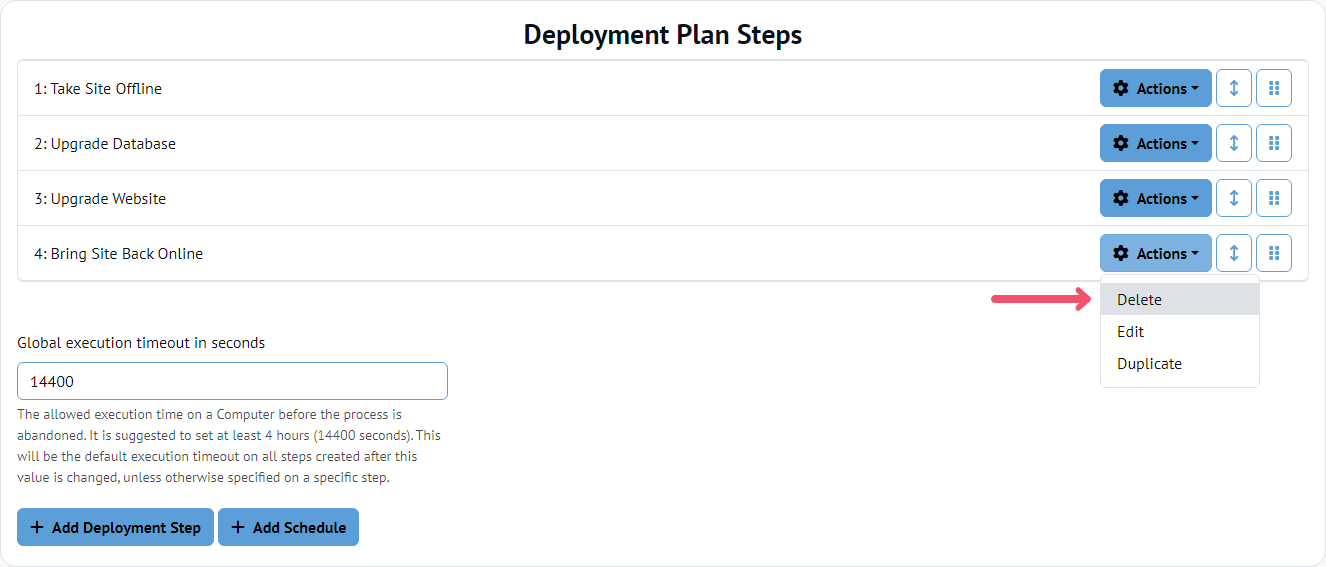 Deployment Plan Steps
1: Take Site Offline
Actions
2: Upgrade Database
Actions
3: Upgrade Website
Actions
4: Bring Site Back Online
Actions
Delete
Edit
Duplicate
Global execution timeout in seconds
14400
The allowed execution time on a Computer before the process is
abandoned. It is suggested to set at least 4 hours (14400 seconds). This
will be the default execution timeout on all steps created after this
value is changed, unless otherwise specified on a specific step.
Add Deployment Step
Add Schedule